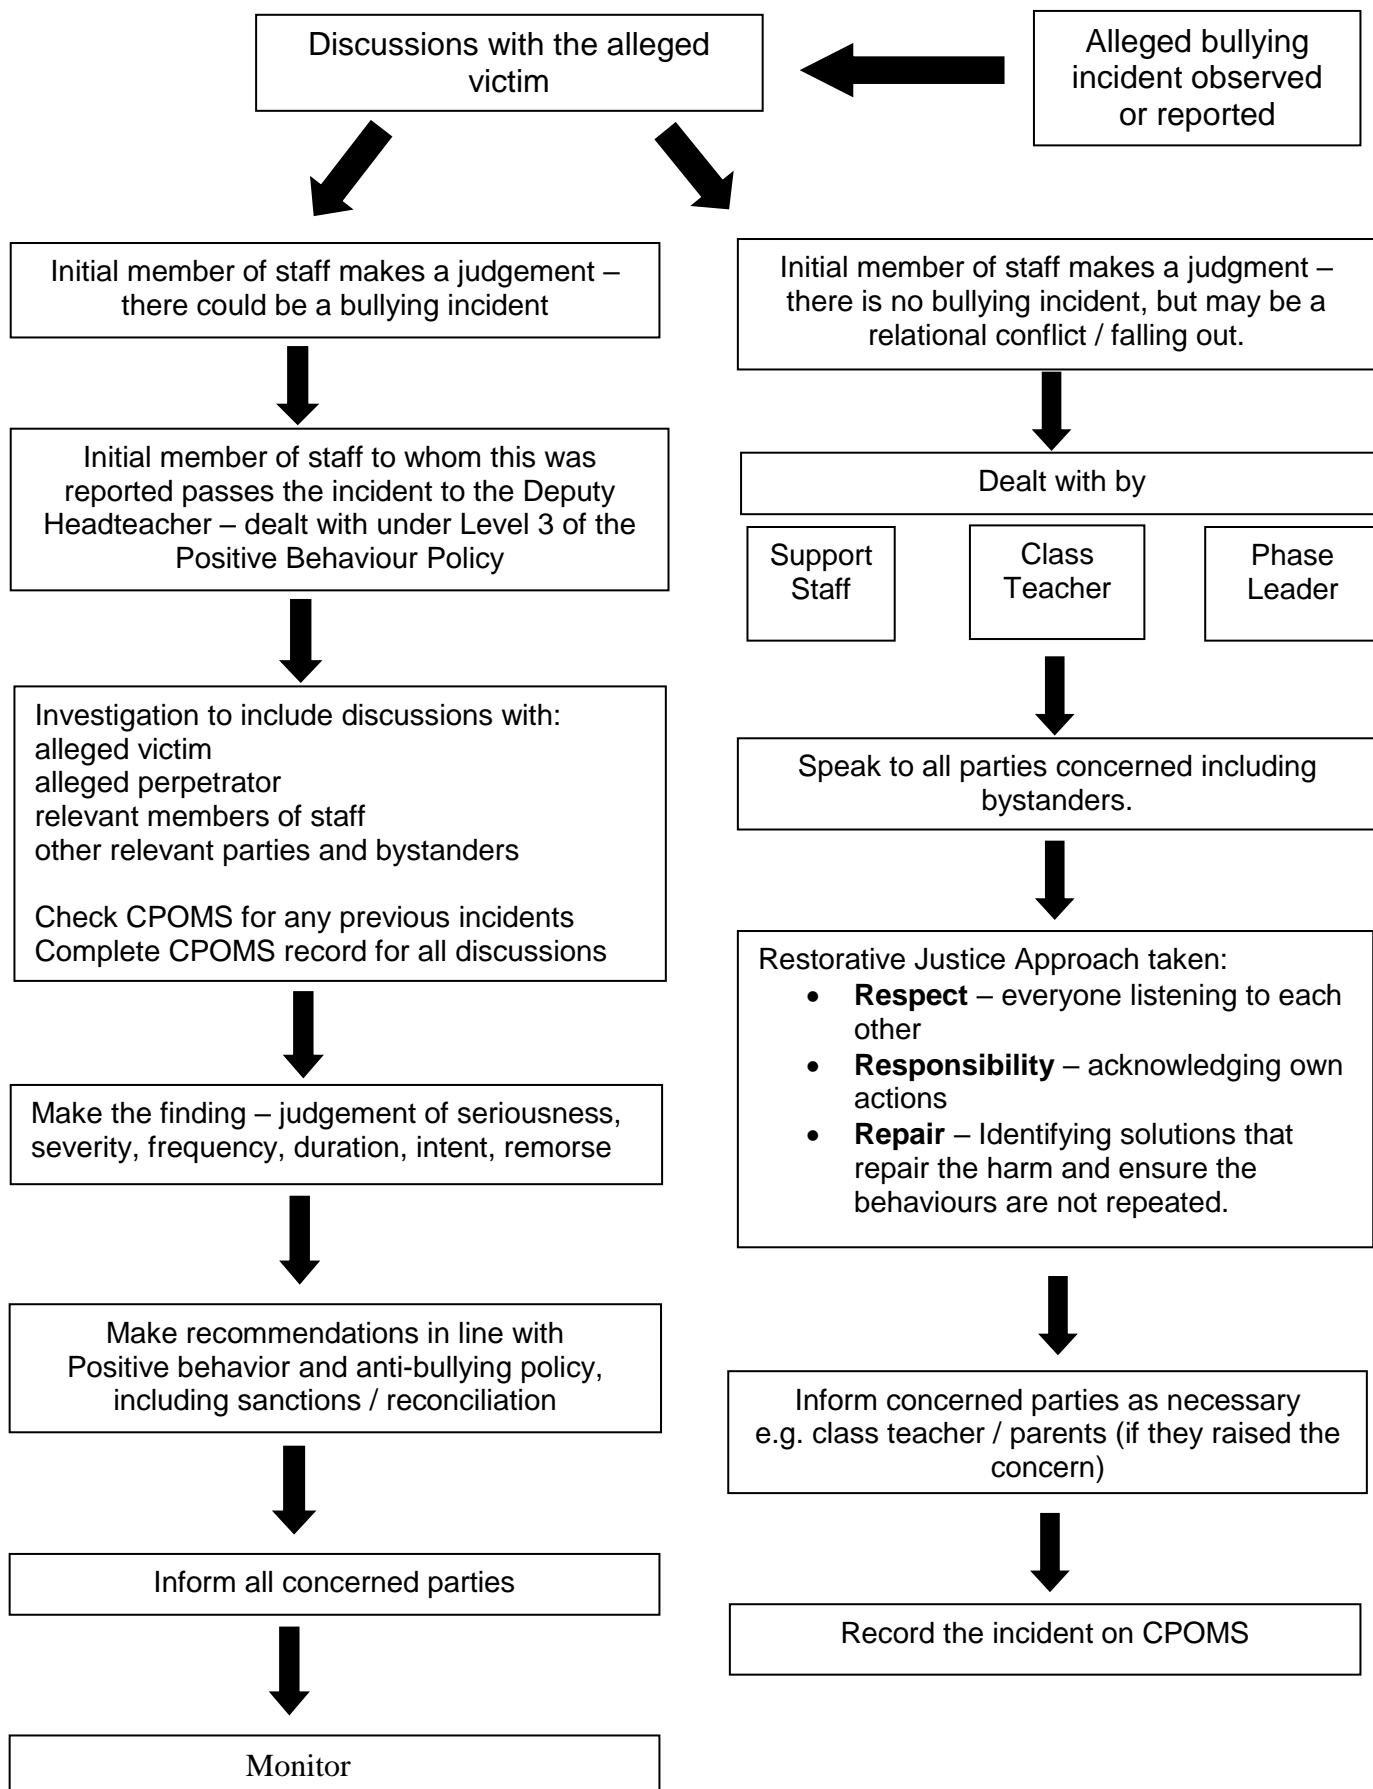 Discussions with the alleged
victim
Alleged bullying
incident observed
or reported
Initial member of staff makes a judgement –
there could be a bullying incident
Initial member of staff to whom this was
reported passes the incident to the Deputy
Headteacher – dealt with under Level 3 of the
Positive Behaviour Policy
Investigation to include discussions with:
alleged victim
alleged perpetrator
relevant members of staff
other relevant parties and bystanders
Check CPOMS for any previous incidents
Complete CPOMS record for all discussions
Make the finding – judgement of seriousness,
severity, frequency, duration, intent, remorse
Make recommendations in line with
Positive behavior and anti-bullying policy,
including sanctions / reconciliation
Inform all concerned parties
Monitor
Initial member of staff makes a judgment –
there is no bullying incident, but may be a
relational conflict / falling out.
Dealt with by
Support
Staff
Class
Teacher
Phase
Leader
Speak to all parties concerned including
bystanders.
Restorative Justice Approach taken:
• Respect – everyone listening to each
other
• Responsibility – acknowledging own
actions
• Repair – Identifying solutions that
repair the harm and ensure the
behaviours are not repeated.
Inform concerned parties as necessary
e.g. class teacher / parents (if they raised the
concern)
Record the incident on CPOMS